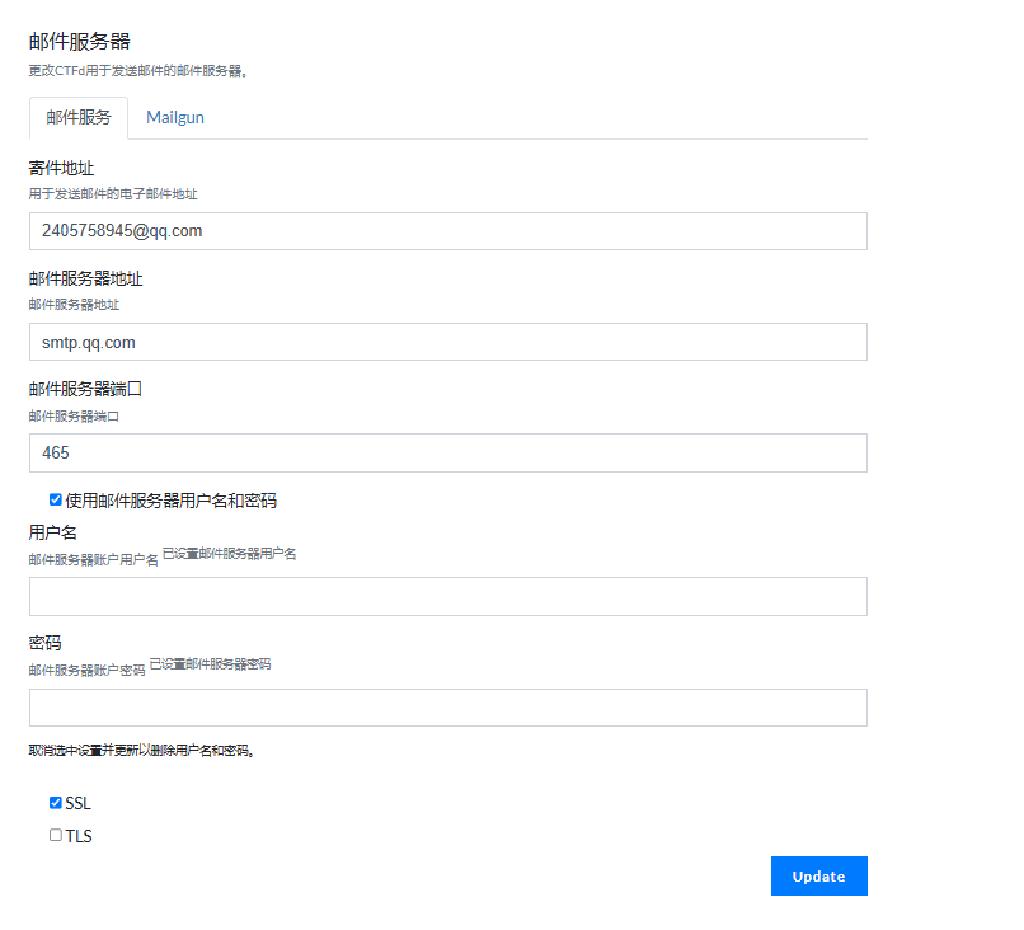 邮件服务器
更改CTFd用于发送邮件的邮件服务器。
邮件服务 Mailgun
寄件地址
用于发送邮件的电子邮件地址
2405758945@qq.com
邮件服务器地址
邮件服务器地址
smtp.qq.com
邮件服务器端口
邮件服务器端口
465
使用邮件服务器用户名和密码
用户名
邮件服务器账户用户名 已设置邮件服务器用户名
密码
邮件服务器账户密码 已设置邮件服务器密码
取消选中设置并更新以删除用户名和密码。
SSL
TLS
Update